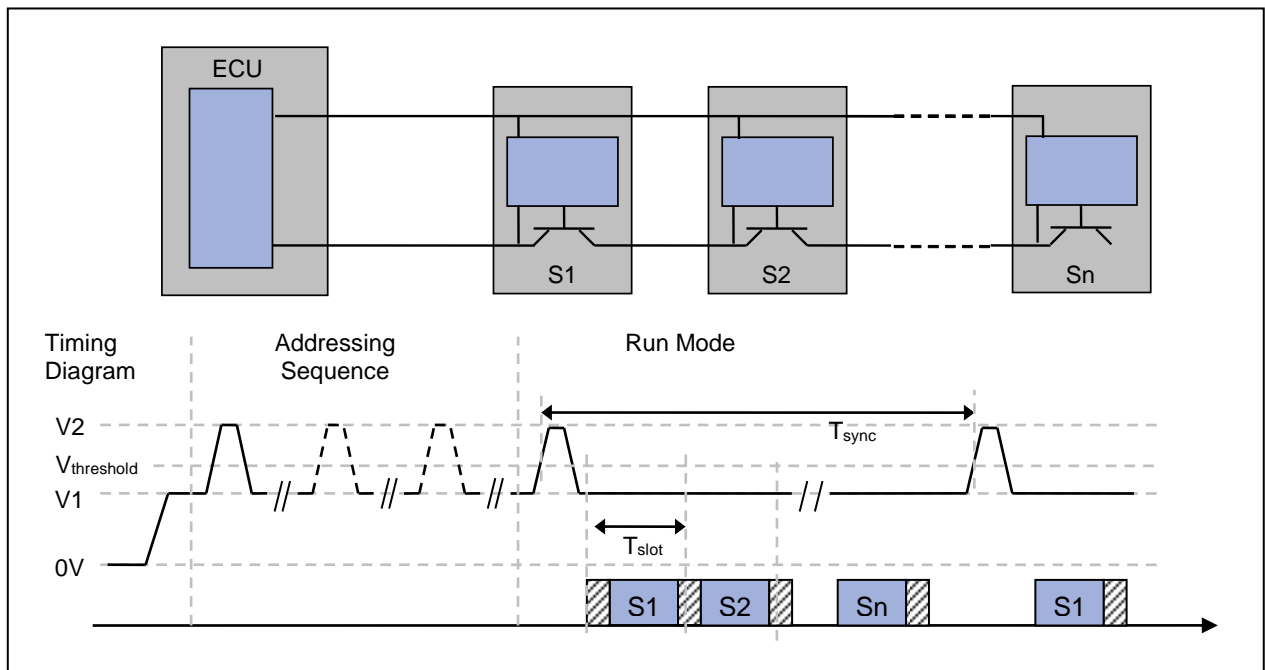 ECU
S1
S2
Sn
Timing
Diagram
Addressing
Sequence
Run Mode
V2
Tsync
Vthreshold
V1
Tslot
0V
S1
S2
Sn
S1